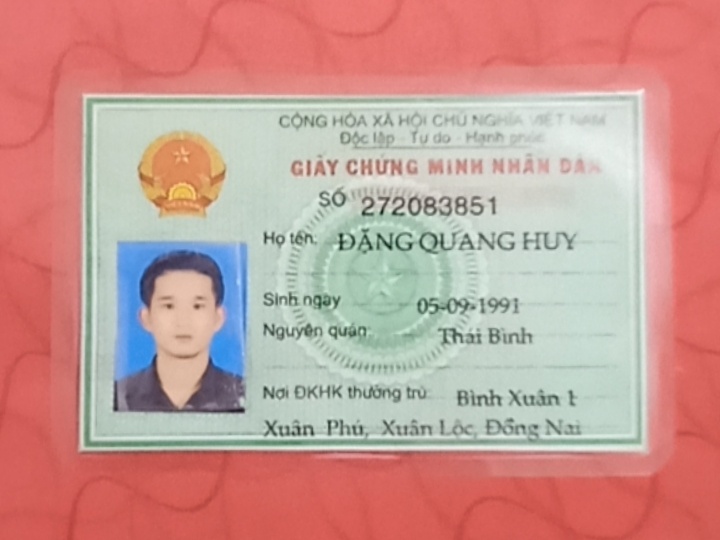 CỘNG HÒA XÃ HỘI CHỦ NGHĨA VIỆT NAM
Độc lập - Tự do - Hạnh phúc
GIẤY CHỨNG MINH NHÂN DÂN
SỐ 272083851
Họ tên: ĐẶNG QUANG HUY
Sinh ngày 05-09-1991
Nguyên quán: Thái Bình
Nơi ĐKHK thường trú: Bình Xuân 1
Xuân Phú, Xuân Lộc, Đồng Nai